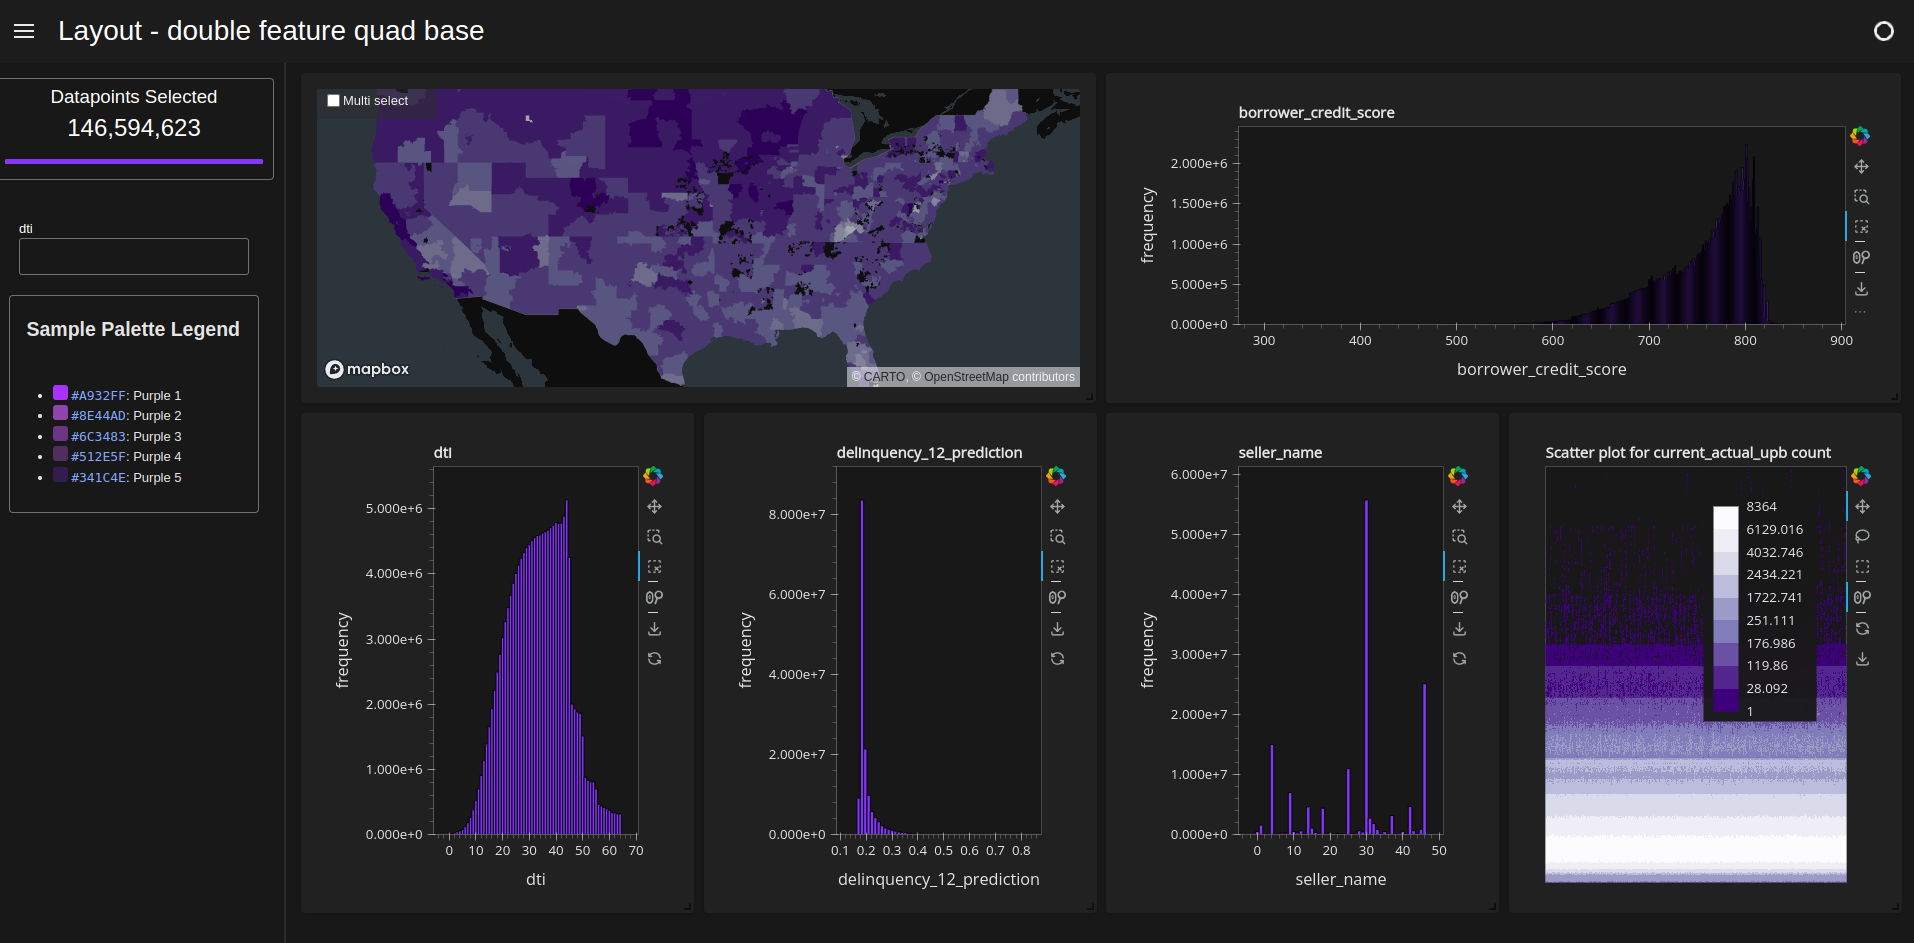 Layout - double feature quad base
Datapoints Selected
146,594,623
dti
Sample Palette Legend
#A932FF: Purple 1
#8E44AD: Purple 2
#6C3483: Purple 3
#512E5F: Purple 4
#341C4E: Purple 5
Multi select
mapbox
© CARTO, © OpenStreetMap contributors
borrower_credit_score
frequency
2.000e+6
1.500e+6
1.000e+6
5.000e+5
0.000e+0
300 400 500 600 700 800 900
borrower_credit_score
dti
frequency
5.000e+6
4.000e+6
3.000e+6
2.000e+6
1.000e+6
0.000e+0
0 10 20 30 40 50 60 70
dti
delinquency_12_prediction
frequency
8.000e+7
6.000e+7
4.000e+7
2.000e+7
0.000e+0
0.1 0.2 0.3 0.4 0.5 0.6 0.7 0.8
delinquency_12_prediction
seller_name
frequency
6.000e+7
5.000e+7
4.000e+7
3.000e+7
2.000e+7
1.000e+7
0.000e+0
0 10 20 30 40 50
seller_name
Scatter plot for current_actual_upb count
8364
6129.016
4032.746
2434.221
1722.741
251.111
176.986
119.86
28.092
1